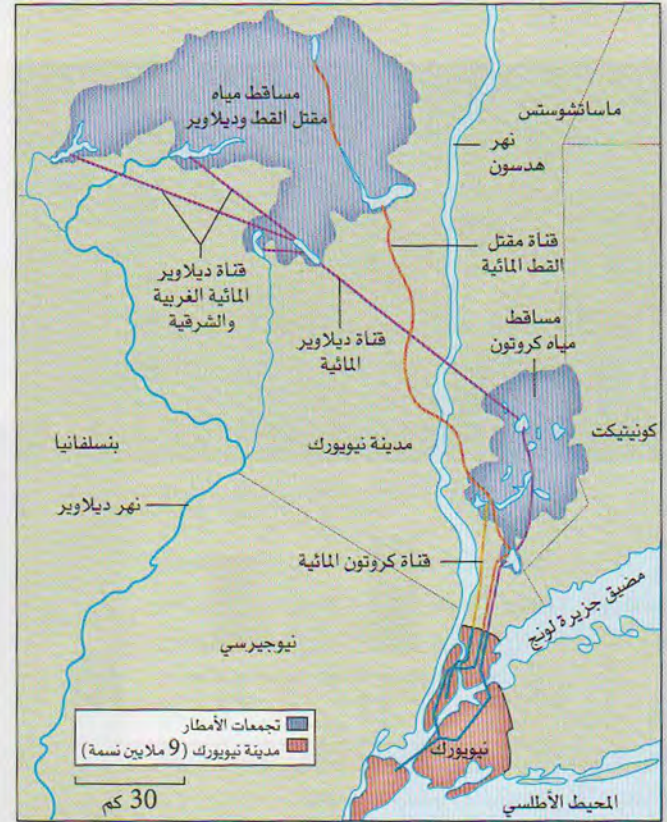 مساقط مياه
مقتل القط وديلاوير
ماساتشوستس
نهر
هدسون
قناة مقتل
القط المائية
قناة ديلاوير
المائية الغربية
والشرقية
مساقط
مياه كروتون
قناة ديلاوير
المائية
كونيتيكت
بنسلفانيا
مدينة نيويورك
نهر ديلاوير
قناة كروتون المائية
مضيق جزيرة لونج
نيوجيرسي
تجمعات الأمطار
مدينة نيويورك (9 ملايين نسمة)
نيويورك
30 كم
المحيط الأطلسي